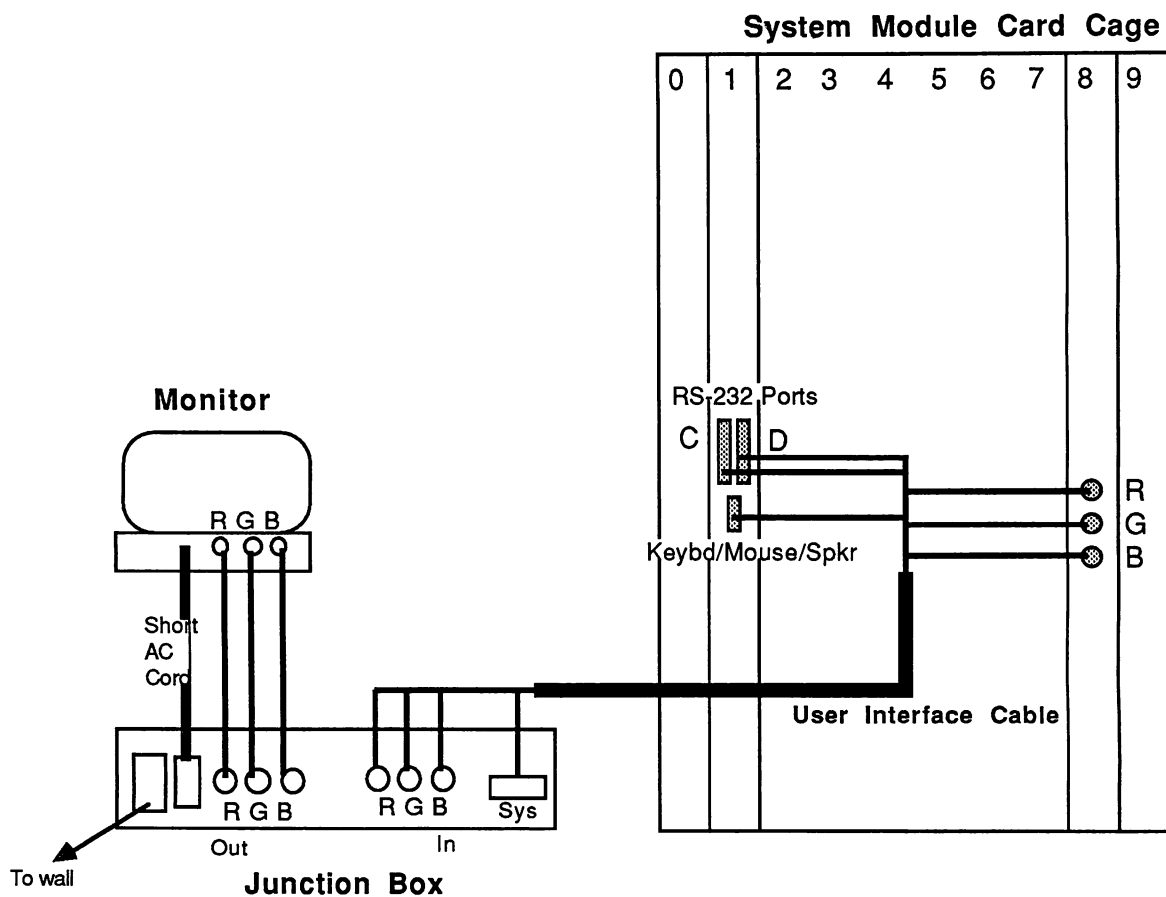 System Module Card Cage
0 1 2 3 4 5 6 7 8 9
RS-232 Ports
C D
R
G
B
Keybd/Mouse/Spkr
User Interface Cable
Monitor
R G B
Short
AC
Cord
R G B
R G B
Sys
Out
In
To wall
Junction Box